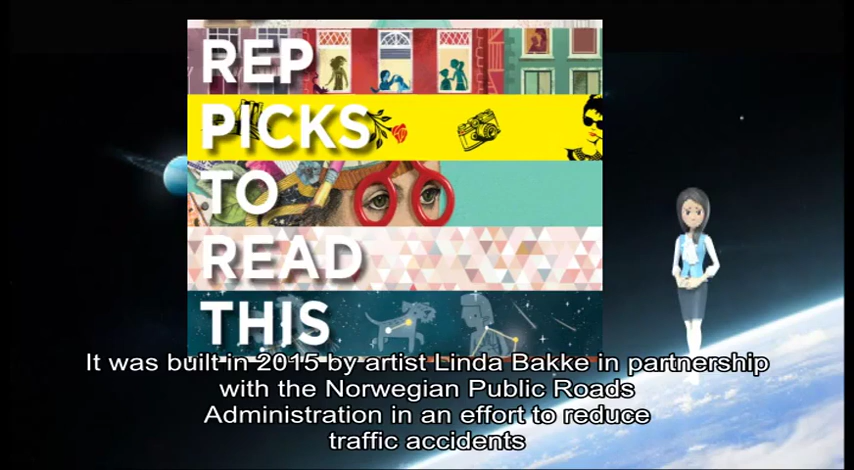 REP
PICKS
TO
READ
THIS
It was built in 2015 by artist Linda Bakke in partnership
with the Norwegian Public Roads
Administration in an effort to reduce
traffic accidents